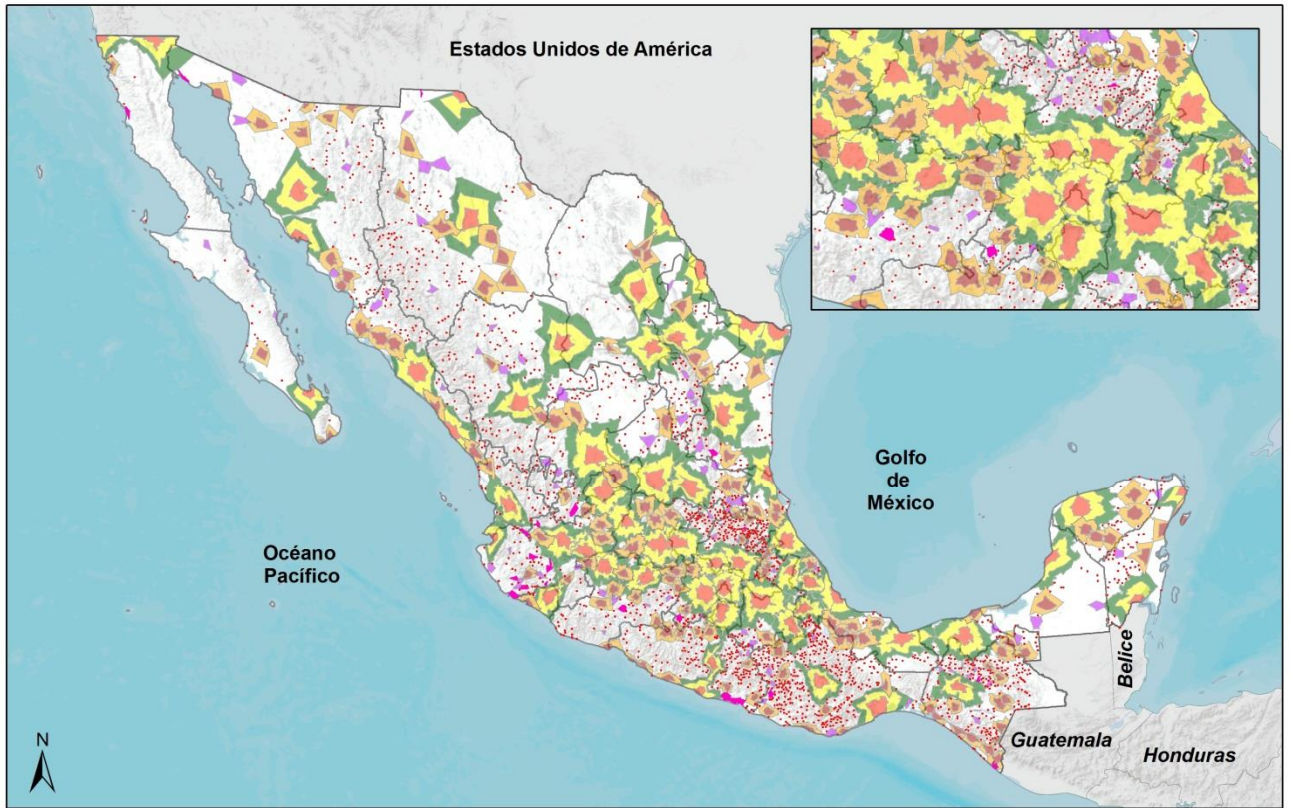 Estados Unidos de América
Golfo
de
México
Océano
Pacífico
Belice
Guatemala
Honduras
N